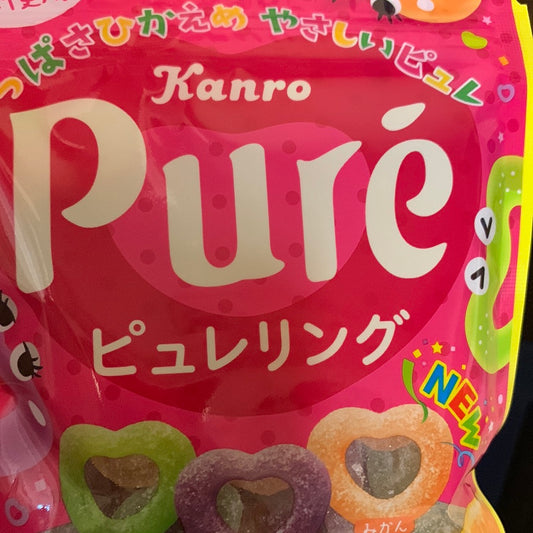 っぱさひかえめ やさしいピュレ
Kanro
Puré
ピュレリング
NEW
みかん